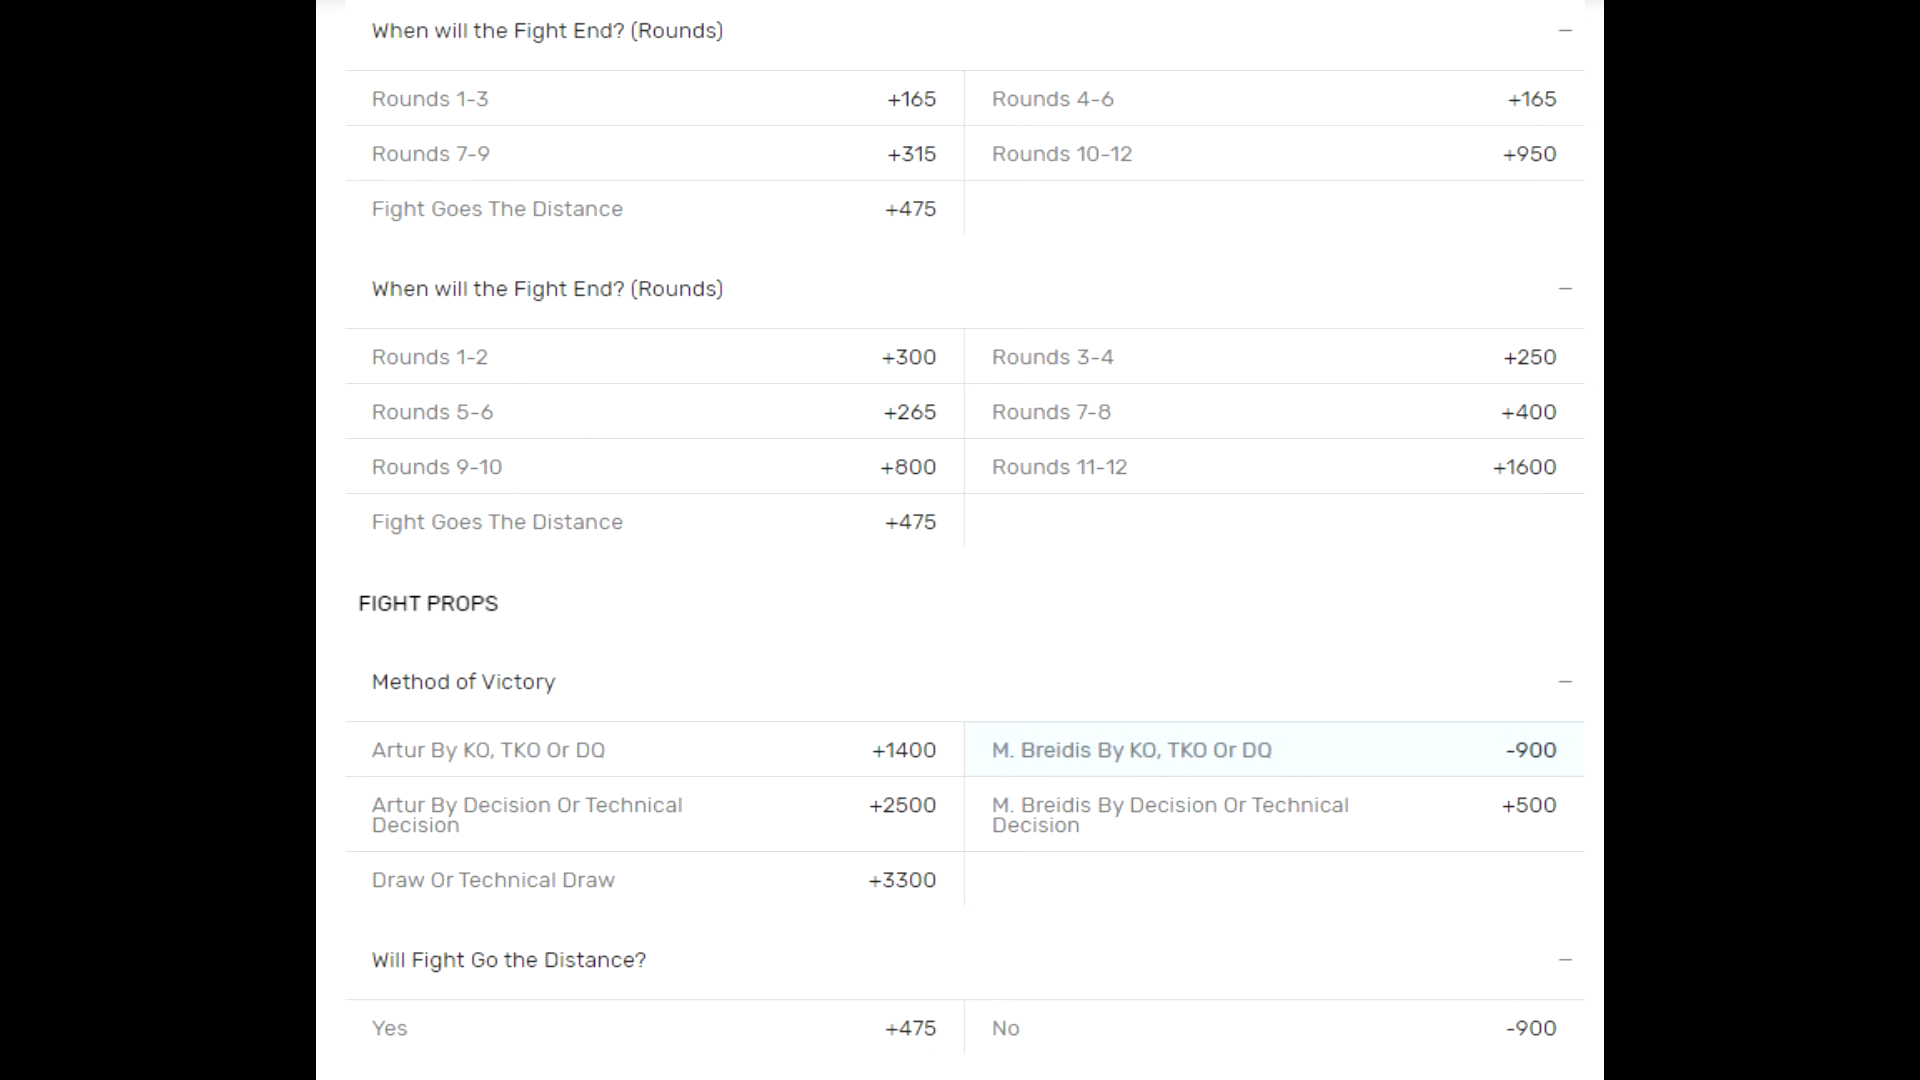 When will the Fight End? (Rounds) –
Rounds 1-3 +165 Rounds 4-6 +165
Rounds 7-9 +315 Rounds 10-12 +950
Fight Goes The Distance +475
When will the Fight End? (Rounds) –
Rounds 1-2 +300 Rounds 3-4 +250
Rounds 5-6 +265 Rounds 7-8 +400
Rounds 9-10 +800 Rounds 11-12 +1600
Fight Goes The Distance +475
FIGHT PROPS
Method of Victory –
Artur By KO, TKO Or DQ +1400 M. Breidis By KO, TKO Or DQ -900
Artur By Decision Or Technical Decision +2500 M. Breidis By Decision Or Technical Decision +500
Draw Or Technical Draw +3300
Will Fight Go the Distance? –
Yes +475 No -900